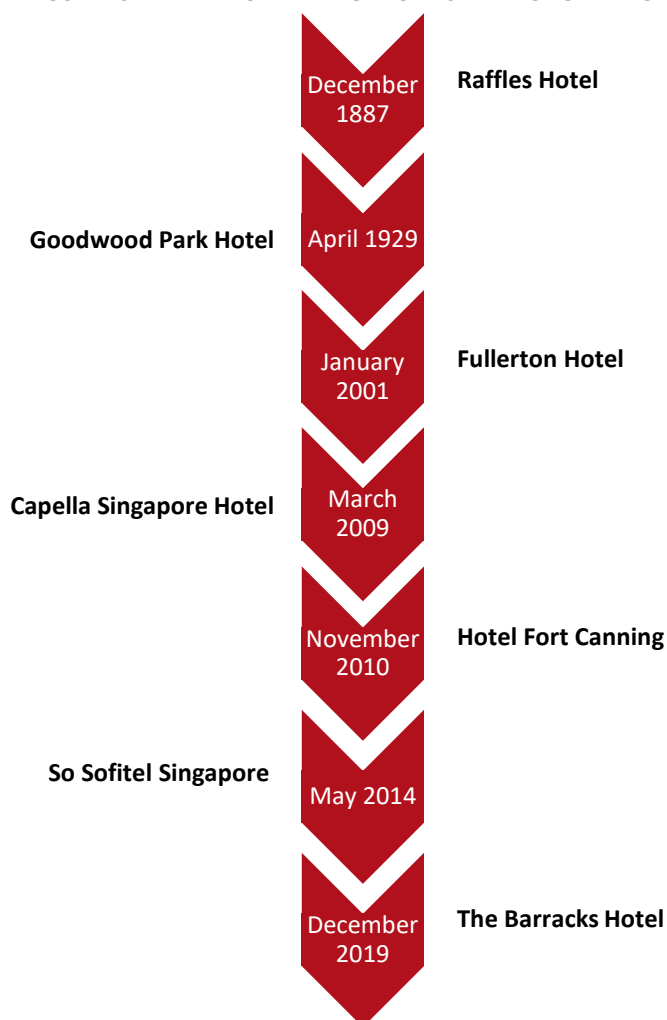 December
1887
Raffles Hotel
Goodwood Park Hotel
April 1929
January
2001
Fullerton Hotel
Capella Singapore Hotel
March
2009
November
2010
Hotel Fort Canning
So Sofitel Singapore
May 2014
December
2019
The Barracks Hotel